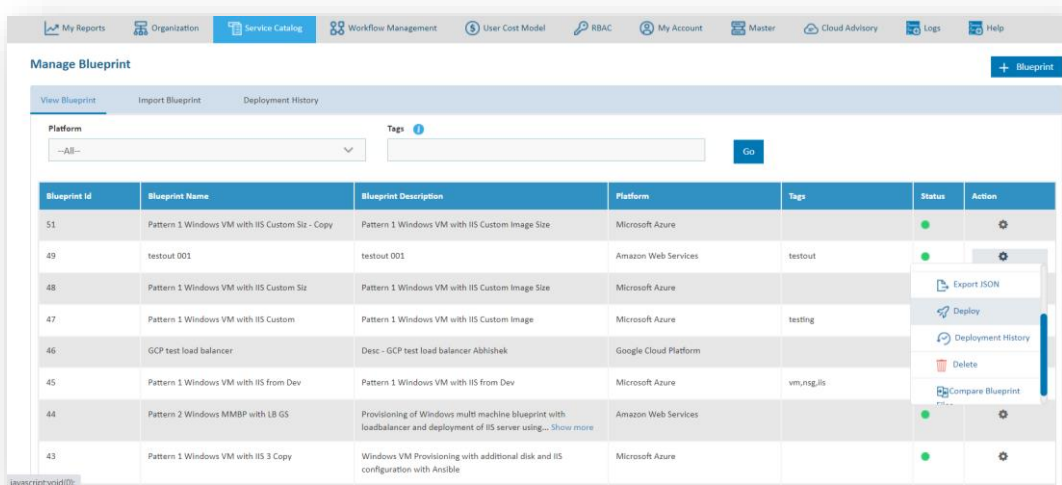 My Reports Organization Service Catalog Workflow Management User Cost Model RBAC My Account Master Cloud Advisory Logs Help
Manage Blueprint
+ Blueprint
View Blueprint Import Blueprint Deployment History
Platform Tags
--All--
Go
Blueprint Id Blueprint Name Blueprint Description Platform Tags Status Action
51 Pattern 1 Windows VM with IIS Custom Siz - Copy Pattern 1 Windows VM with IIS Custom Image Size Microsoft Azure
49 testout 001 testout 001 Amazon Web Services testout
48 Pattern 1 Windows VM with IIS Custom Siz Pattern 1 Windows VM with IIS Custom Image Size Microsoft Azure
Export JSON
47 Pattern 1 Windows VM with IIS Custom Pattern 1 Windows VM with IIS Custom Image Microsoft Azure testing
Deploy
Deployment History
46 GCP test load balancer Desc - GCP test load balancer Abhishek Google Cloud Platform
Delete
45 Pattern 1 Windows VM with IIS from Dev Pattern 1 Windows VM with IIS from Dev Microsoft Azure vm,nsg,iis
Compare Blueprint
44 Pattern 2 Windows MMBP with LB GS Provisioning of Windows multi machine blueprint with Amazon Web Services
loadbalancer and deployment of IIS server using... Show more
43 Pattern 1 Windows VM with IIS 3 Copy Windows VM Provisioning with additional disk and IIS Microsoft Azure
configuration with Ansible
javascript:void(0);